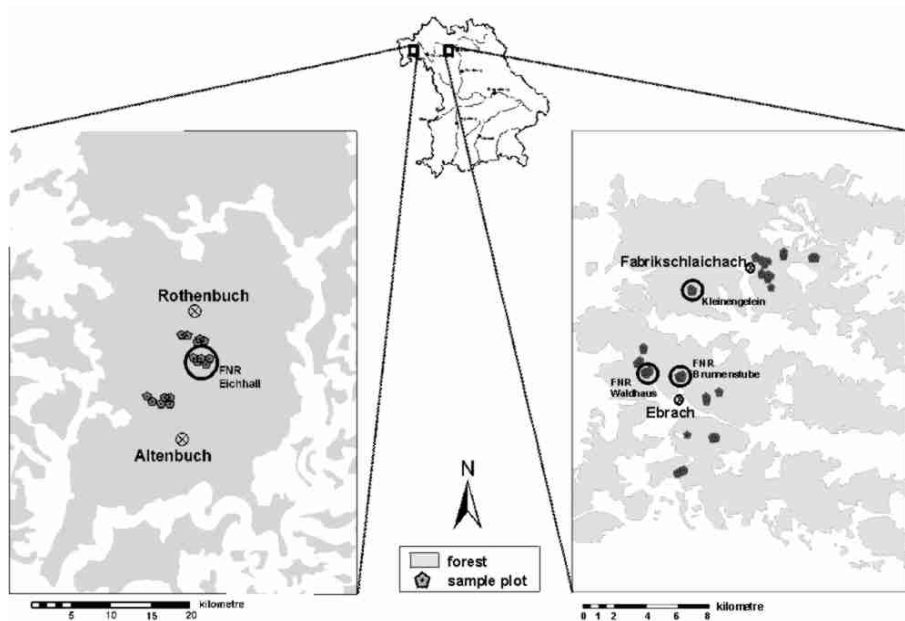 Rothenbuch
FNR
Eichhall
Altenbuch
Fabrikschlaichach
Kleinengelein
FNR
Waldhaus
FNR
Brunnenstube
Ebrach
N
forest
sample plot
kilometre
5 10 15 20
kilometre
0 1 2 4 6 8